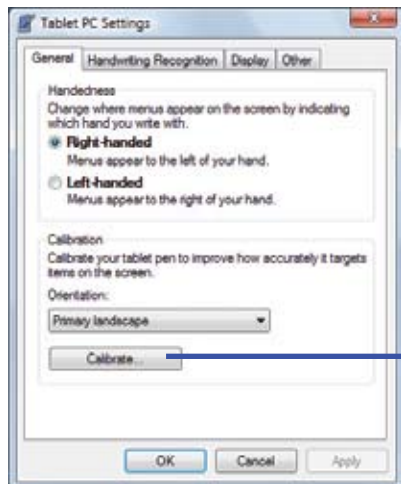 Tablet PC Settings
General Handwriting Recognition Display Other
Handedness
Change where menus appear on the screen by indicating
which hand you write with.
Right-handed
Menus appear to the left of your hand.
Left-handed
Menus appear to the right of your hand.
Calibration
Calibrate your tablet pen to improve how accurately it targets
items on the screen.
Orientation:
Primary landscape
Calibrate...
OK Cancel Apply